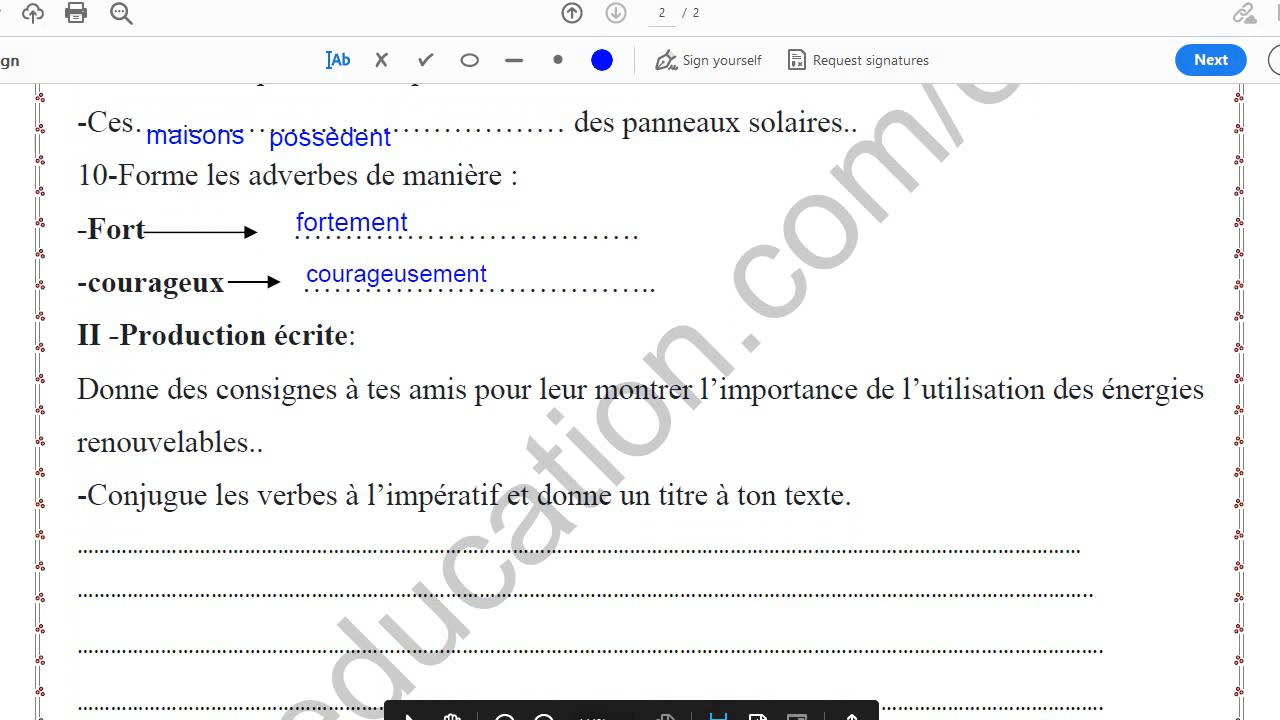 2 / 2
gn
Ab
Sign yourself
Request signatures
Next
-Ces…maisons possèdent……………… des panneaux solaires..
10-Forme les adverbes de manière :
-Fort fortement
……………………………….
-courageux courageusement
………………………………..
II -Production écrite:
Donne des consignes à tes amis pour leur montrer l’importance de l’utilisation des énergies
renouvelables..
-Conjugue les verbes à l’impératif et donne un titre à ton texte.
education.com/